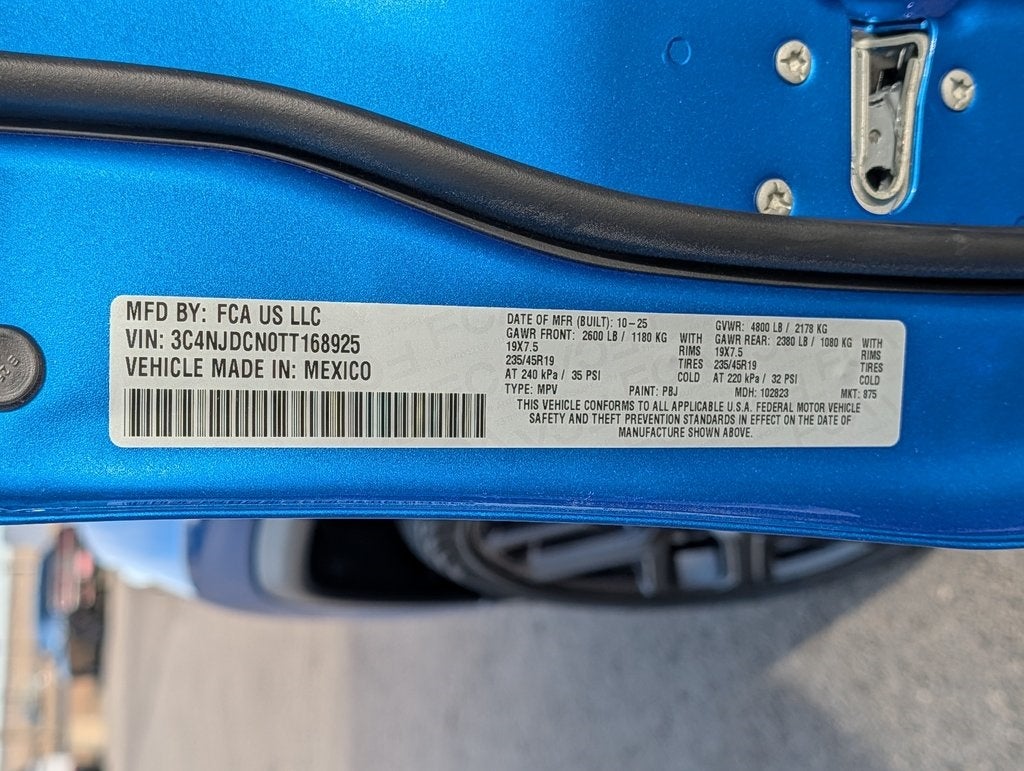 MFD BY: FCA US LLC
VIN: 3C4NJDCN0TT168925
VEHICLE MADE IN: MEXICO
DATE OF MFR (BUILT): 10-25
GAWR FRONT: 2600 LB / 1180 KG WITH
19X7.5 RIMS
235/45R19 TIRES
AT 240 kPa / 35 PSI COLD
GVWR: 4800 LB / 2178 KG
GAWR REAR: 2380 LB / 1080 KG WITH
19X7.5 RIMS
235/45R19 TIRES
AT 220 kPa / 32 PSI COLD
TYPE: MPV PAINT: PBJ MDH: 102823 MKT: 875
THIS VEHICLE CONFORMS TO ALL APPLICABLE U.S.A. FEDERAL MOTOR VEHICLE
SAFETY AND THEFT PREVENTION STANDARDS IN EFFECT ON THE DATE OF
MANUFACTURE SHOWN ABOVE.